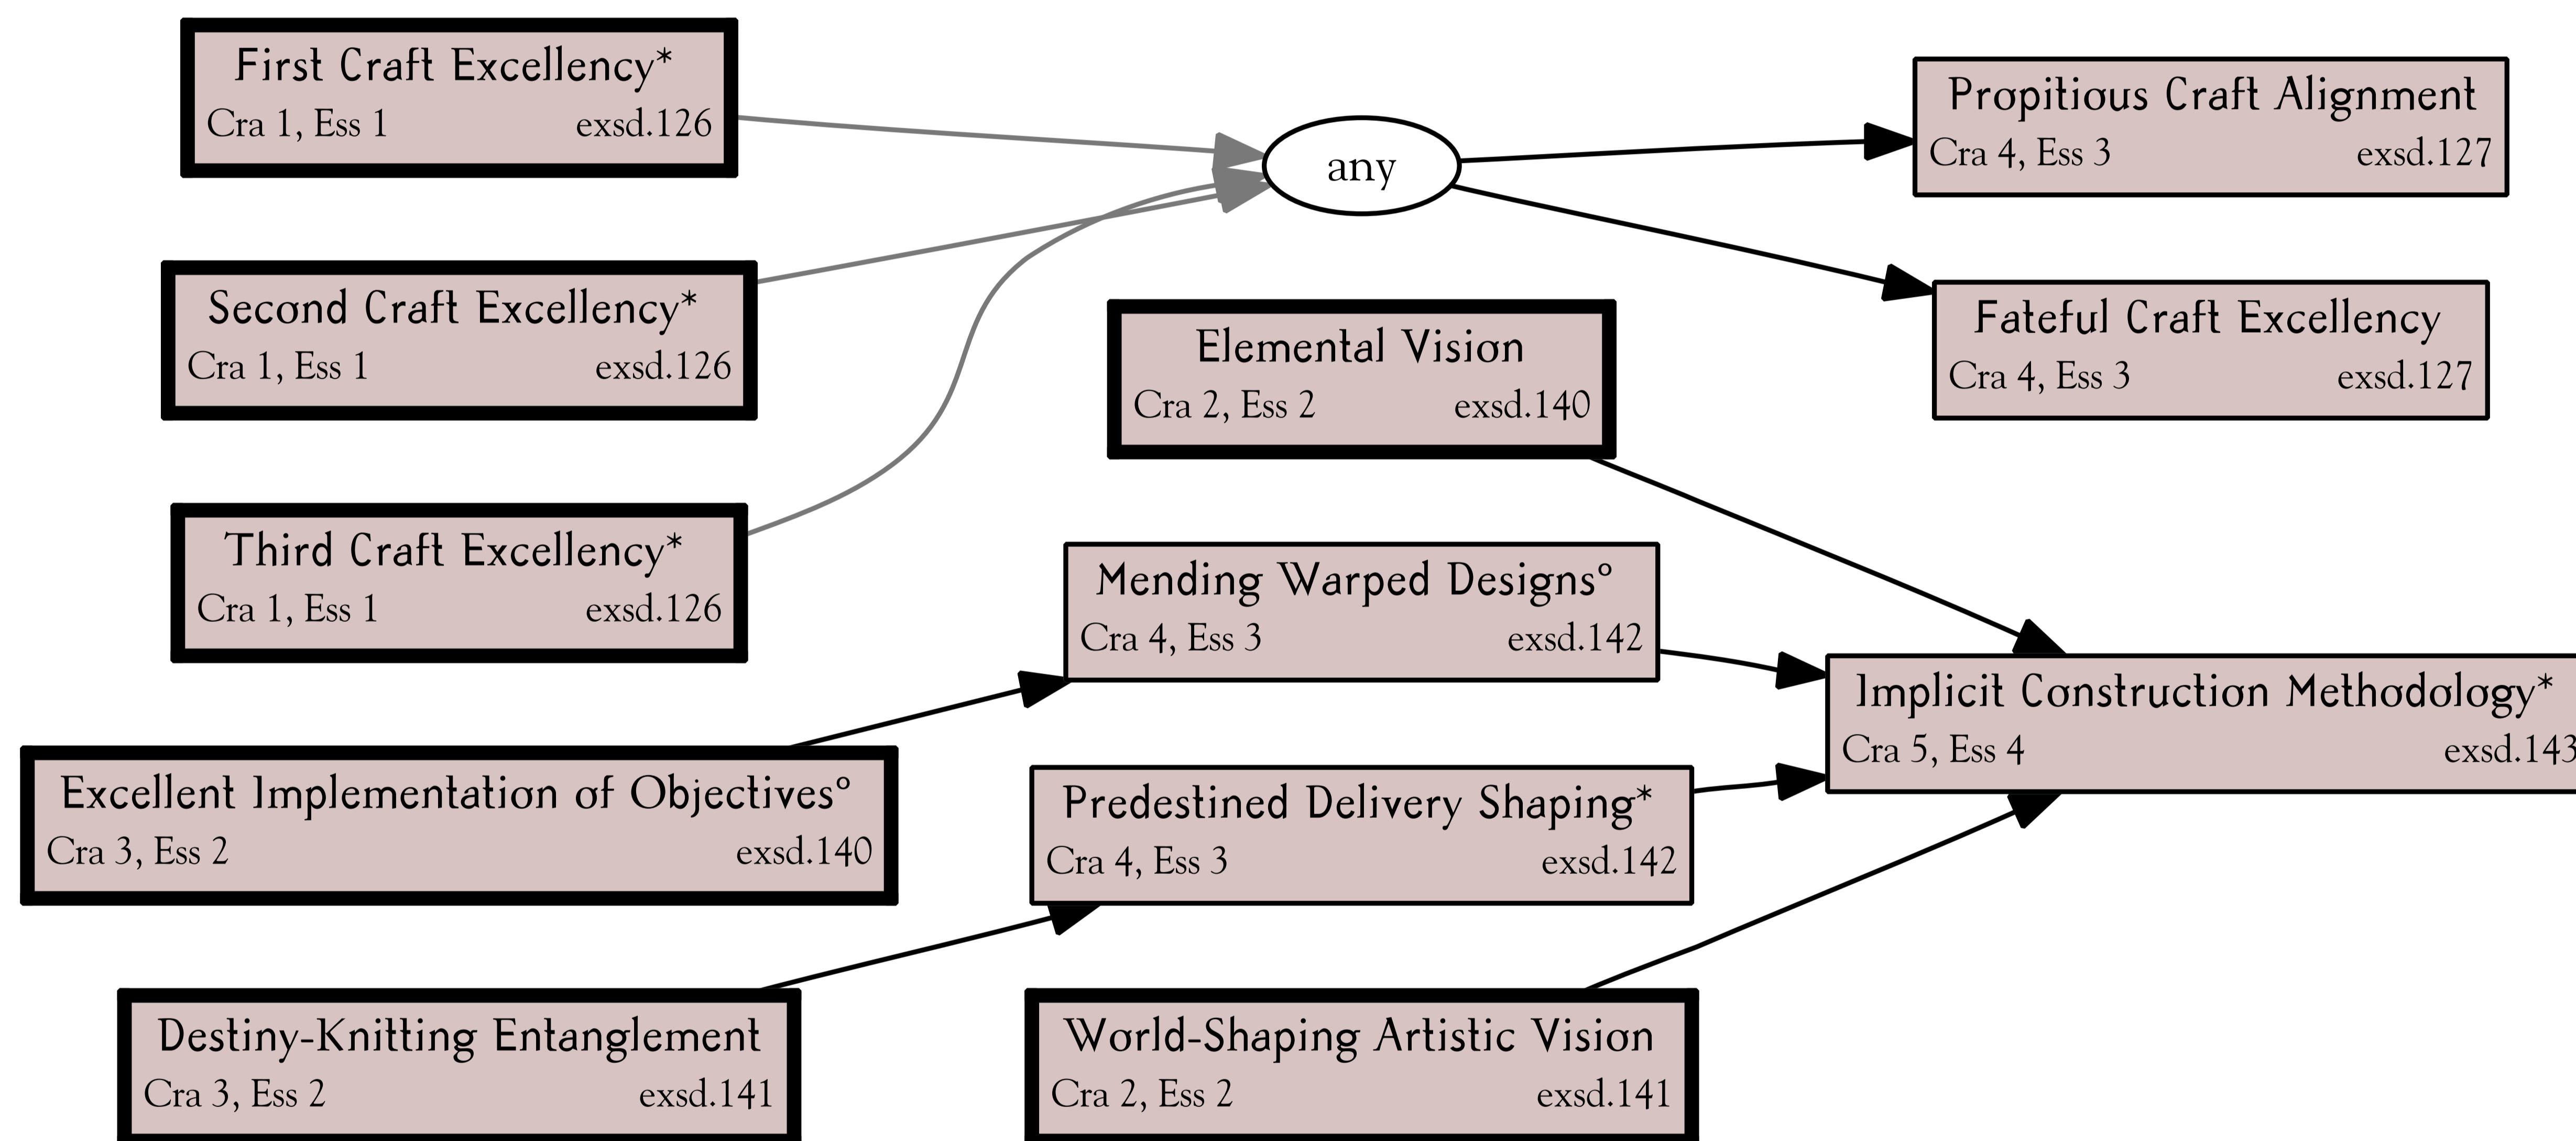 First Craft Excellency*
Cra 1, Ess 1 exsd.126
Second Craft Excellency*
Cra 1, Ess 1 exsd.126
Third Craft Excellency*
Cra 1, Ess 1 exsd.126
Excellent Implementation of Objectives°
Cra 3, Ess 2 exsd.140
Destiny-Knitting Entanglement
Cra 3, Ess 2 exsd.141
any
Elemental Vision
Cra 2, Ess 2 exsd.140
Mending Warped Designs°
Cra 4, Ess 3 exsd.142
Predestined Delivery Shaping*
Cra 4, Ess 3 exsd.142
World-Shaping Artistic Vision
Cra 2, Ess 2 exsd.141
Propitious Craft Alignment
Cra 4, Ess 3 exsd.127
Fateful Craft Excellency
Cra 4, Ess 3 exsd.127
Implicit Construction Methodology*
Cra 5, Ess 4 exsd.143